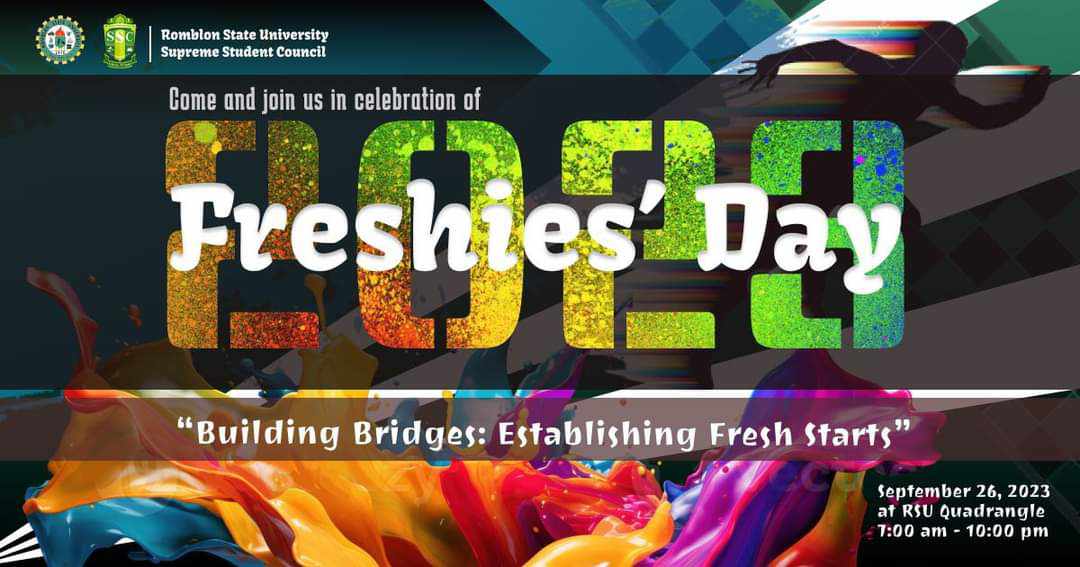 SSC
Romblon State University
Supreme Student Council
Come and join us in celebration of
2023
Freshies' Day
“Building Bridges: Establishing Fresh Starts”
September 26, 2023
at RSU Quadrangle
7:00 am - 10:00 pm